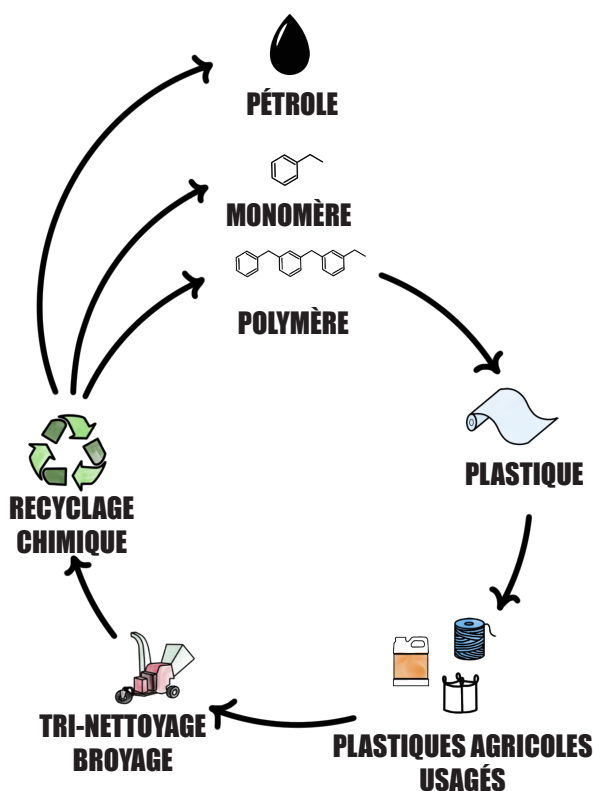 PÉTROLE
MONOMÈRE
POLYMÈRE
PLASTIQUE
RECYCLAGE
CHIMIQUE
TRI-NETTOYAGE
BROYAGE
PLASTIQUES AGRICOLES
USAGÉS